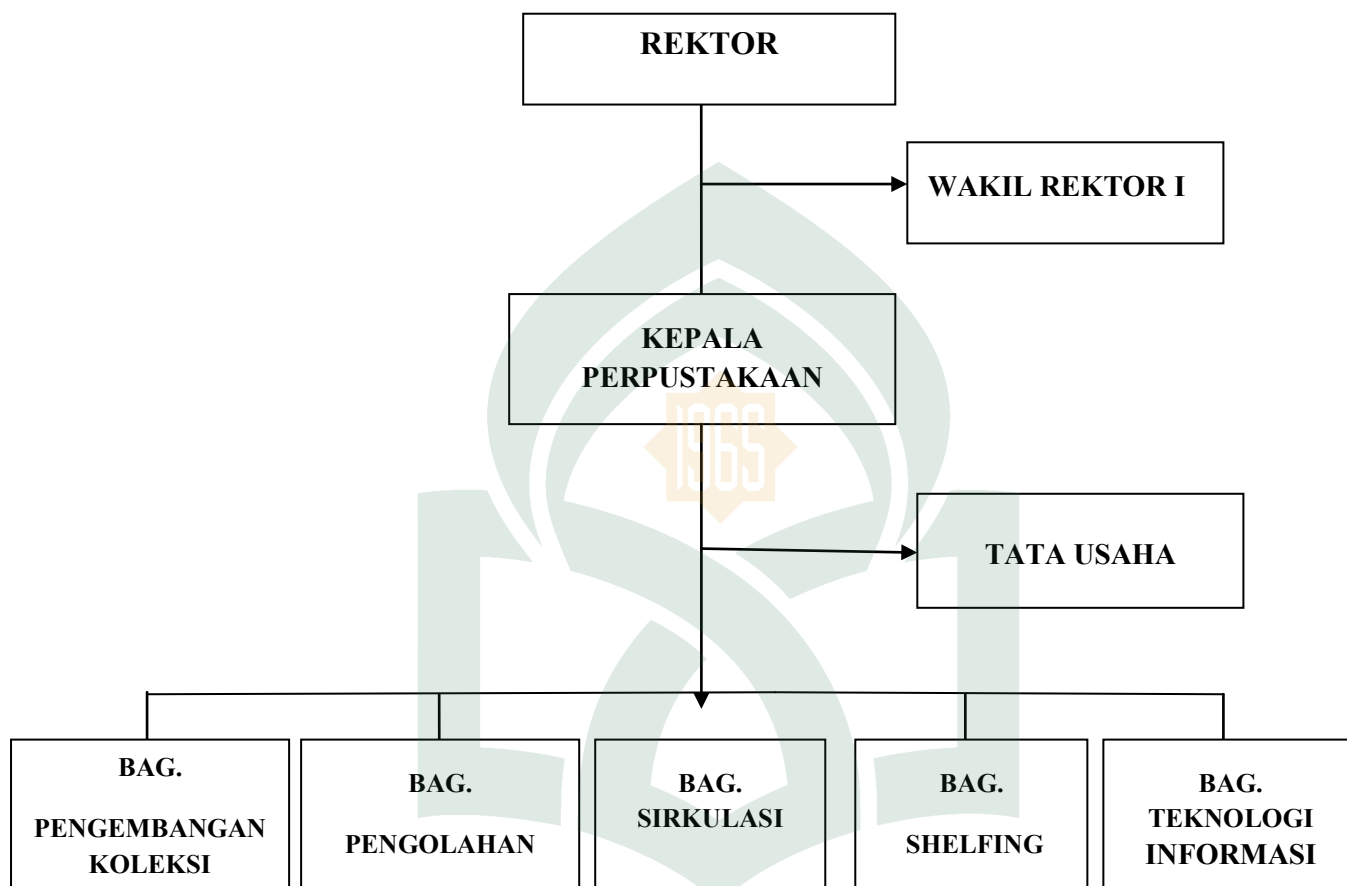 REKTOR
WAKIL REKTOR I
KEPALA
PERPUSTAKAAN
1965
TATA USAHA
BAG.
PENGEMBANGAN
KOLEKSI
BAG.
PENGOLAHAN
BAG.
SIRKULASI
BAG.
SHELFING
BAG.
TEKNOLOGI
INFORMASI